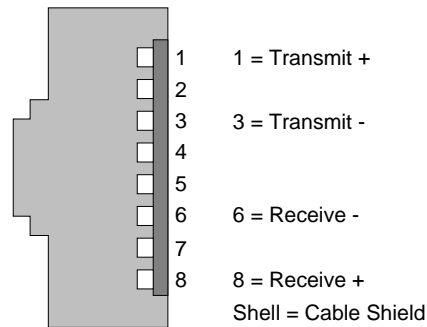 1 1 = Transmit +
2
3 3 = Transmit -
4
5
6 6 = Receive -
7
8 8 = Receive +
Shell = Cable Shield